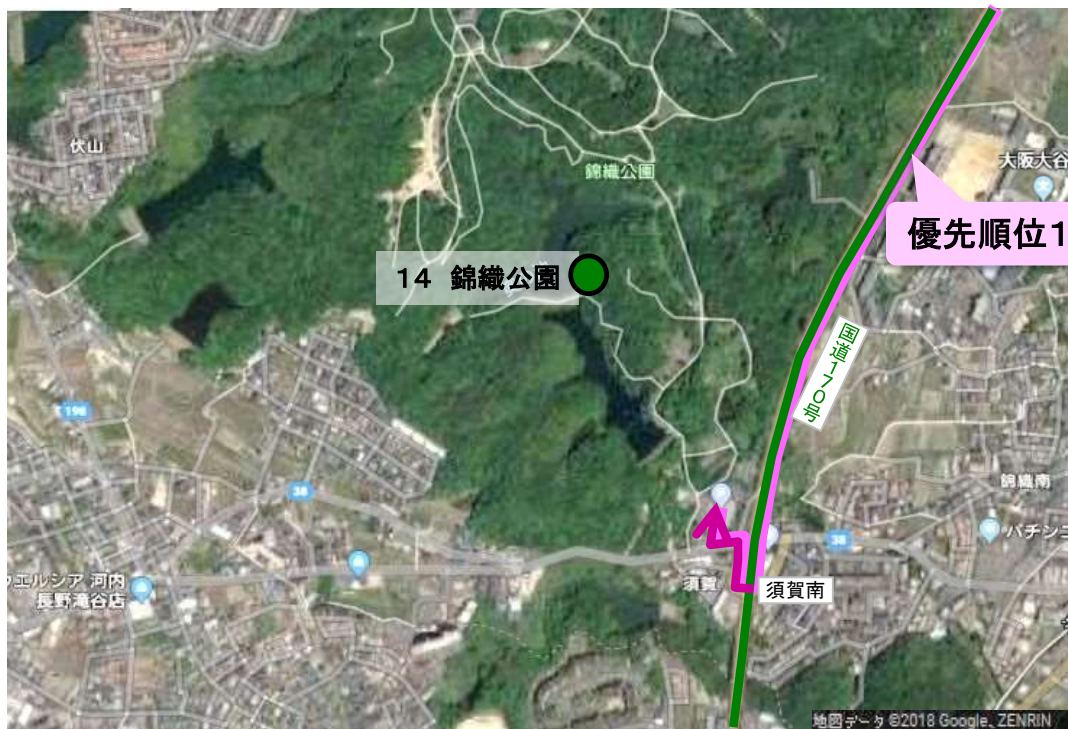 伏山
錦織公園
大阪大谷
優先順位1
14 錦織公園
国道170号
198
38
錦織南
38
パチンコ
ウエルシア 河内
長野滝谷店
須賀
須賀南
地図データ ©2018 Google, ZENRIN